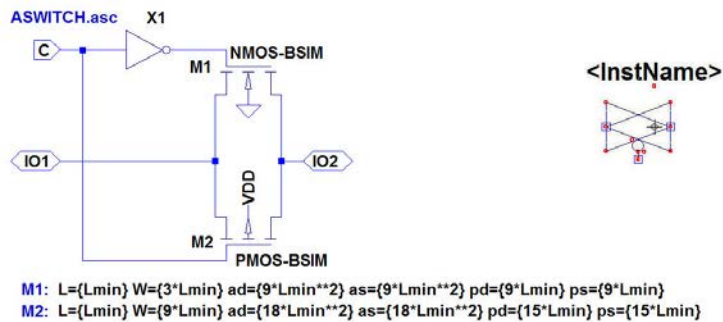 ASWITCH.asc
X1
C
M1
NMOS-BSIM
<InstName>
IO1
IO2
VDD
M2
PMOS-BSIM
M1: L={Lmin} W={3*Lmin} ad={9*Lmin**2} as={9*Lmin**2} pd={9*Lmin} ps={9*Lmin}
M2: L={Lmin} W={9*Lmin} ad={18*Lmin**2} as={18*Lmin**2} pd={15*Lmin} ps={15*Lmin}